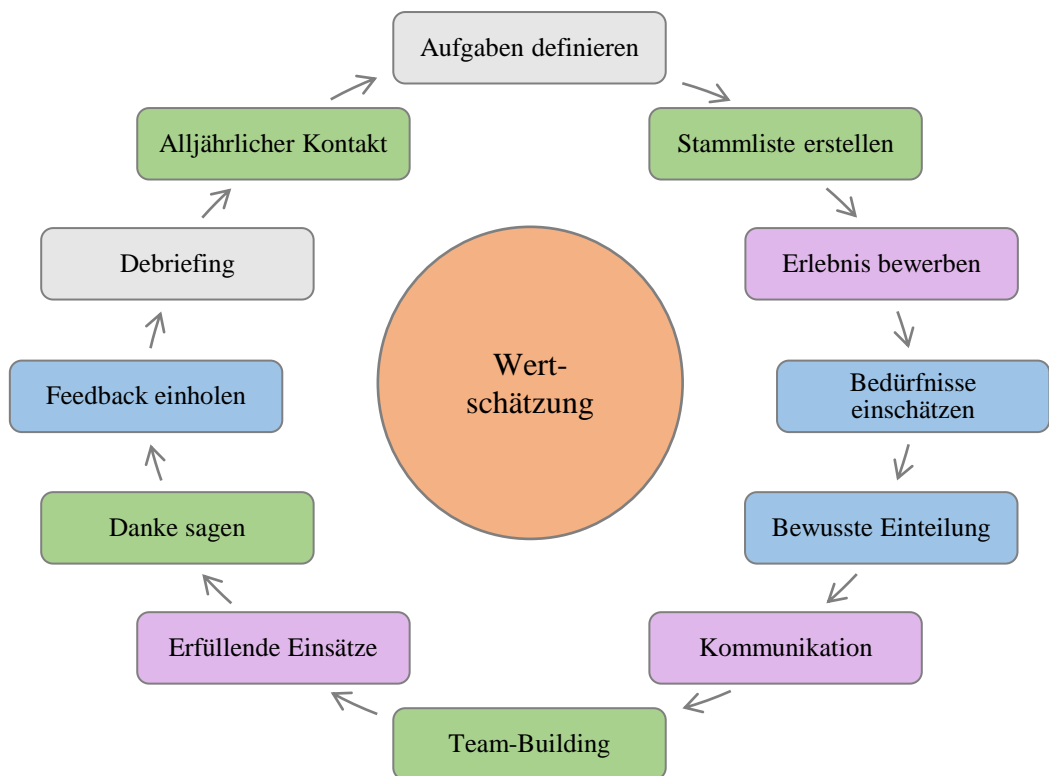 Aufgaben definieren
Stammliste erstellen
Erlebnis bewerben
Bedürfnisse
einschätzen
Bewusste Einteilung
Kommunikation
Team-Building
Erfüllende Einsätze
Danke sagen
Feedback einholen
Debriefing
Alljährlicher Kontakt
Wert-
schätzung